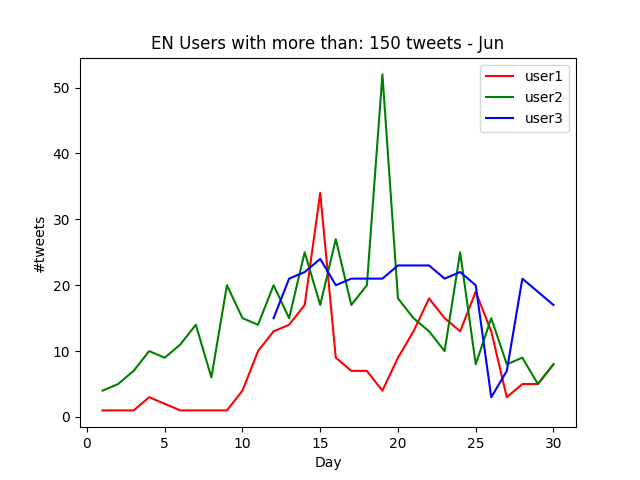 EN Users with more than: 150 tweets - Jun
user1
user2
user3
#tweets
50
40
30
20
10
0
0 5 10 15 20 25 30
Day